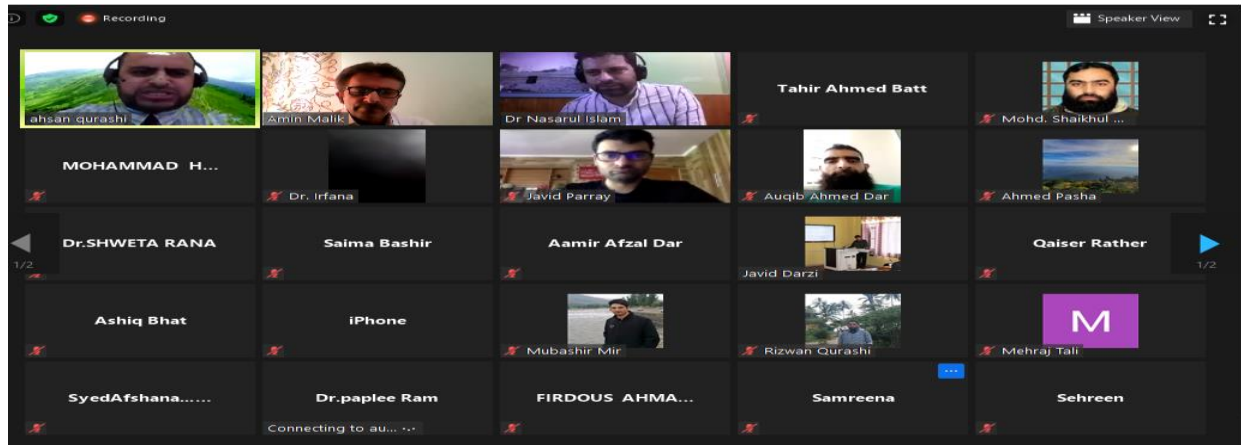 Recording
Speaker View
ahsan qurashi
Amin Malik
Dr Nasarul Islam
Tahir Ahmed Batt
Mohd. Shaikhul ...
MOHAMMAD H...
Dr. Irfana
Javid Parray
Auqib Ahmed Dar
Ahmed Pasha
1/2
Dr.SHWETA RANA
Saima Bashir
Aamir Afzal Dar
Javid Darzi
Qaiser Rather
1/2
Ashiq Bhat
iPhone
Mubashir Mir
Rizwan Qurashi
M
Mehraj Tali
SyedAfshana......
Dr.paplee Ram
Connecting to au...
FIRDOUS AHMA...
Samreena
Sehreen